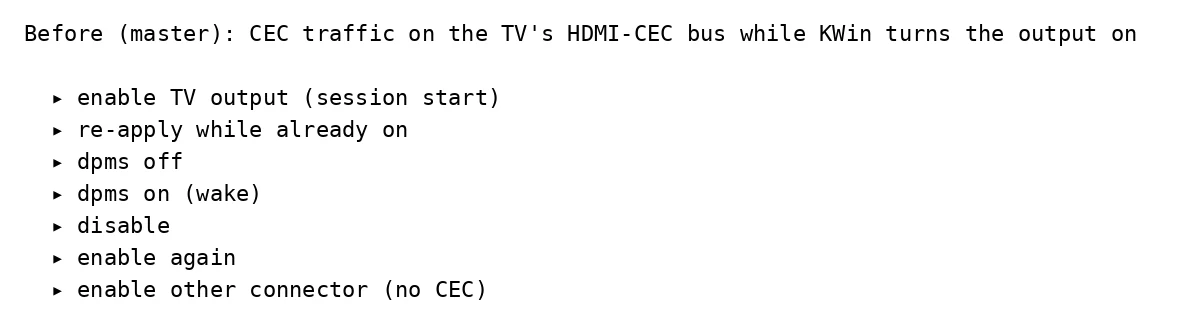 Before (master): CEC traffic on the TV's HDMI-CEC bus while KWin turns the output on
▸ enable TV output (session start)
▸ re-apply while already on
▸ dpms off
▸ dpms on (wake)
▸ disable
▸ enable again
▸ enable other connector (no CEC)